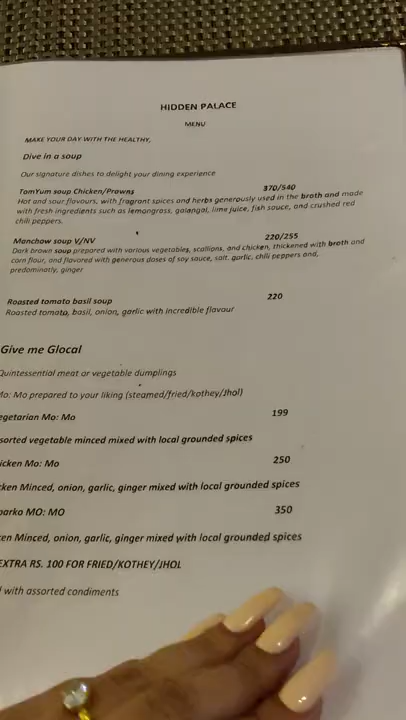 HIDDEN PALACE
MENU
MAKE YOUR DAY WITH THE HEALTHY,
Dive in a soup
Our signature dishes to delight your dining experience
TomYum soup Chicken/Prawns 370/540
Hot and sour flavours, with fragrant spices and herbs generously used in the broth and made
with fresh ingredients such as lemongrass, galangal, lime juice, fish sauce, and crushed red
chili peppers.
Manchow soup V/NV 220/255
Dark brown soup prepared with various vegetables, scallions, and chicken, thickened with broth and
corn flour, and flavored with generous doses of soy sauce, salt. garlic, chili peppers and,
predominatly, ginger
Roasted tomato basil soup 220
Roasted tomato, basil, onion, garlic with incredible flavour
Give me Glocal
Quintessential meat or vegetable dumplings
Mo: Mo prepared to your liking (steamed/fried/kothey/Jhol)
egetarian Mo: Mo 199
sorted vegetable minced mixed with local grounded spices
icken Mo: Mo 250
ken Minced, onion, garlic, ginger mixed with local grounded spices
parko MO: MO 350
en Minced, onion, garlic, ginger mixed with local grounded spices
EXTRA RS. 100 FOR FRIED/KOTHEY/JHOL
with assorted condiments